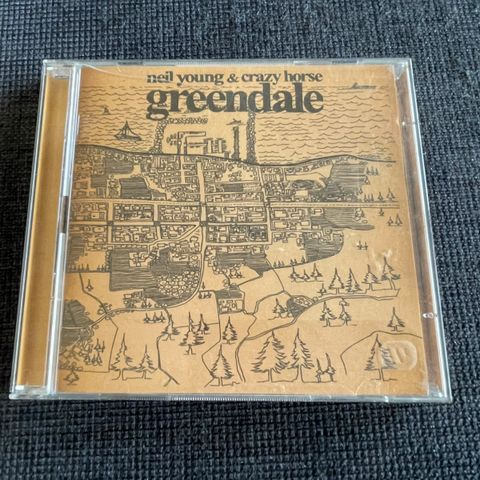 neil young & crazy horse
greendale